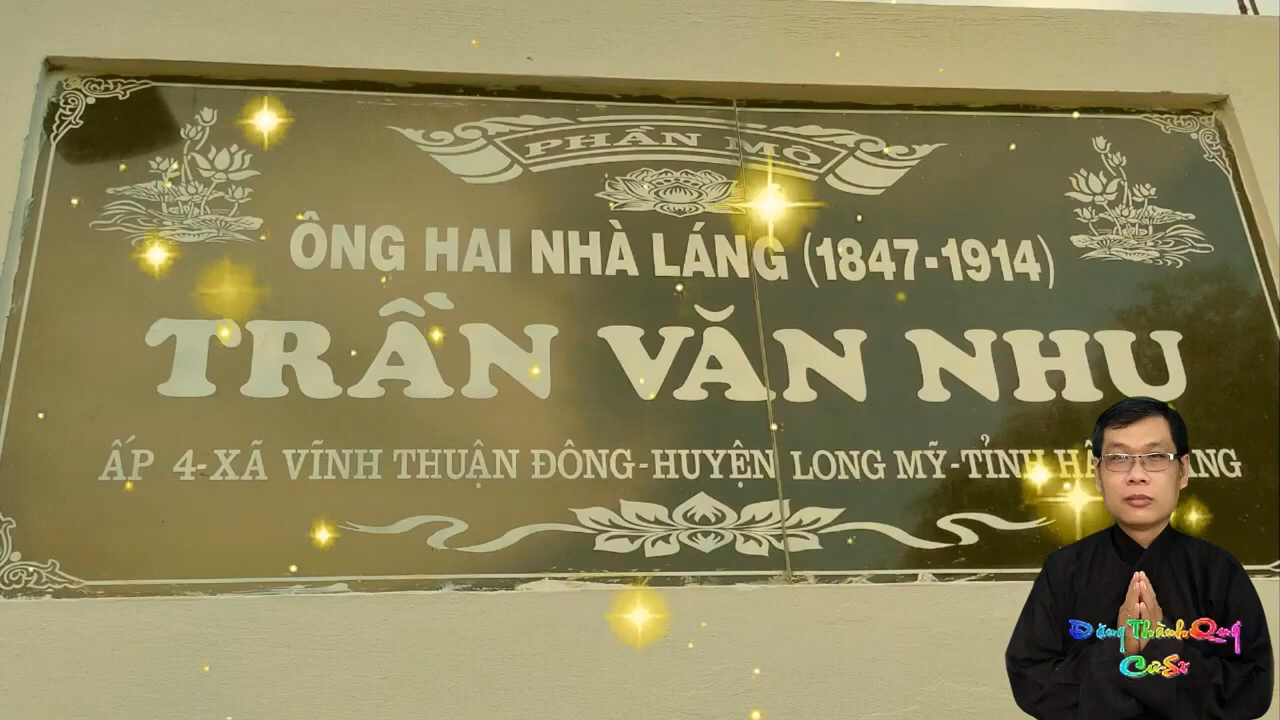 PHẦN MỘ
ÔNG HAI NHÀ LÁNG (1847-1914)
TRẦN VĂN NHU
ẤP 4-XÃ VĨNH THUẬN ĐÔNG-HUYỆN LONG MỸ-TỈNH
Đặng Thành Quý
Cư-Sĩ